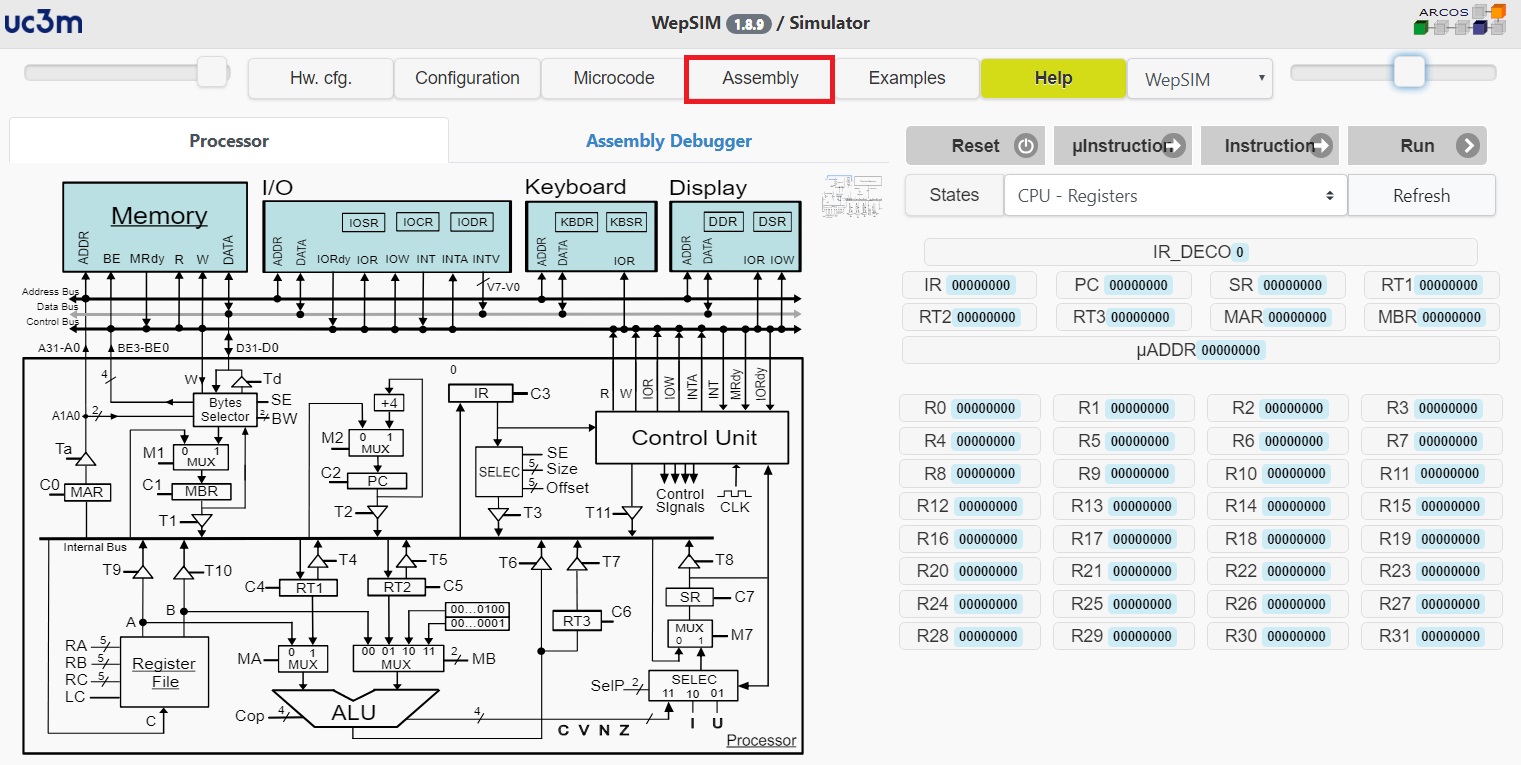 uc3m
WepSIM 1.8.9 / Simulator
ARCOS
Hw. cfg. Configuration Microcode Assembly Examples Help WepSIM
Processor Assembly Debugger
Reset µInstruction Instruction Run
States CPU - Registers Refresh
IR_DECO 0
IR 00000000 PC 00000000 SR 00000000 RT1 00000000
RT2 00000000 RT3 00000000 MAR 00000000 MBR 00000000
µADDR 00000000
R0 00000000 R1 00000000 R2 00000000 R3 00000000
R4 00000000 R5 00000000 R6 00000000 R7 00000000
R8 00000000 R9 00000000 R10 00000000 R11 00000000
R12 00000000 R13 00000000 R14 00000000 R15 00000000
R16 00000000 R17 00000000 R18 00000000 R19 00000000
R20 00000000 R21 00000000 R22 00000000 R23 00000000
R24 00000000 R25 00000000 R26 00000000 R27 00000000
R28 00000000 R29 00000000 R30 00000000 R31 00000000
I/O Keyboard Display
Memory
IOSR IOCR IODR KBDR KBSR DDR DSR
ADDR BE MRdy R W DATA
ADDR DATA IORdy IOR IOW INT INTA INTV
ADDR DATA IOR
ADDR DATA IOR IOW
V7-V0
Address Bus
Data Bus
Control Bus
A31-A0 BE3-BE0 D31-D0
4 W Td
0
IR C3
R W IOR IOW INTA INT MRdy IORdy
Bytes
Selector
SE
2 BW
A1A0 2
+4
M2 0 1
MUX
C2 PC
T2
Control Unit
Ta
M1 0 1
MUX
C0 MAR
C1 MBR
T1
SELEC
SE
5 Size
5 Offset
T3
Control
SIgnals
CLK
T11
Internal Bus
T9 T10 T4 T5 T6 T7 T8
C4 RT1 RT2 C5
00...0100
00...0001
RT3 C6
SR C7
MUX
0 1
M7
A B
RA 5
RB 5
RC 5
LC
Register
File
C
MA 0 1
MUX
00 01 10 11
MUX
2 MB
SelP 2
SELEC
11 10 01
I U
Cop 4 ALU 4
C V N Z
Processor